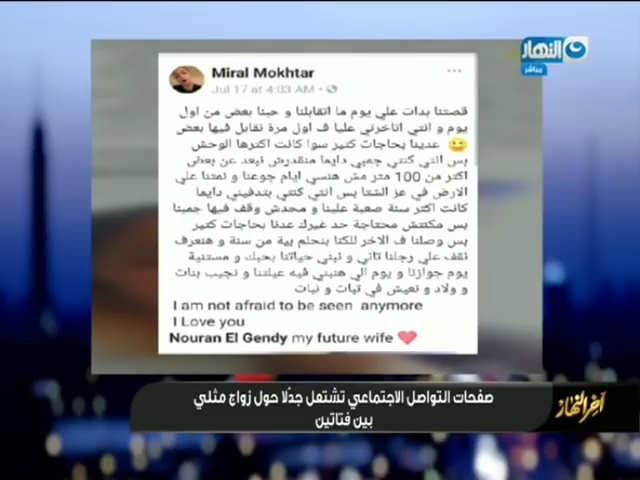 النهار
مباشر
Miral Mokhtar
Jul 17 at 4:03 AM
قصتنا بدات علي يوم ما اتقابلنا و حبنا بعض من اول
يوم و انتي اتاخرتي عليا ف اول مرة نقابل فيها بعض
😐 عدينا بحاجات كتير سوا كانت اكترها الوحش
بس انتي كنتي جمبي دايما منقدرش نبعد عن بعض
اكتر من 100 متر مش هنسي ايام جوعنا و نمتنا علي
الارض في عز الشتا بس انتي كنتي بتدفيني دايما
كانت اكتر سنة صعبة علينا و محدش وقف فيها جمبنا
بس مكنتش محتاجة حد غيرك عدنا بحاجات كتير
بس وصلنا ف الاخر للكنا بنحلم بية من سنة و هنعرف
نقف علي رجلنا تاني و نبني حياتنا بحبك و مستنية
يوم جوازنا و يوم الي هنبني فيه عيلتنا و نجيب بنات
و ولاد و نعيش في تبات و نبات
I am not afraid to be seen anymore
I Love you
Nouran El Gendy my future wife ❤
صفحات التواصل الاجتماعي تشتعل جدلًا حول زواج مثلي
بين فتاتين
آخر النهار